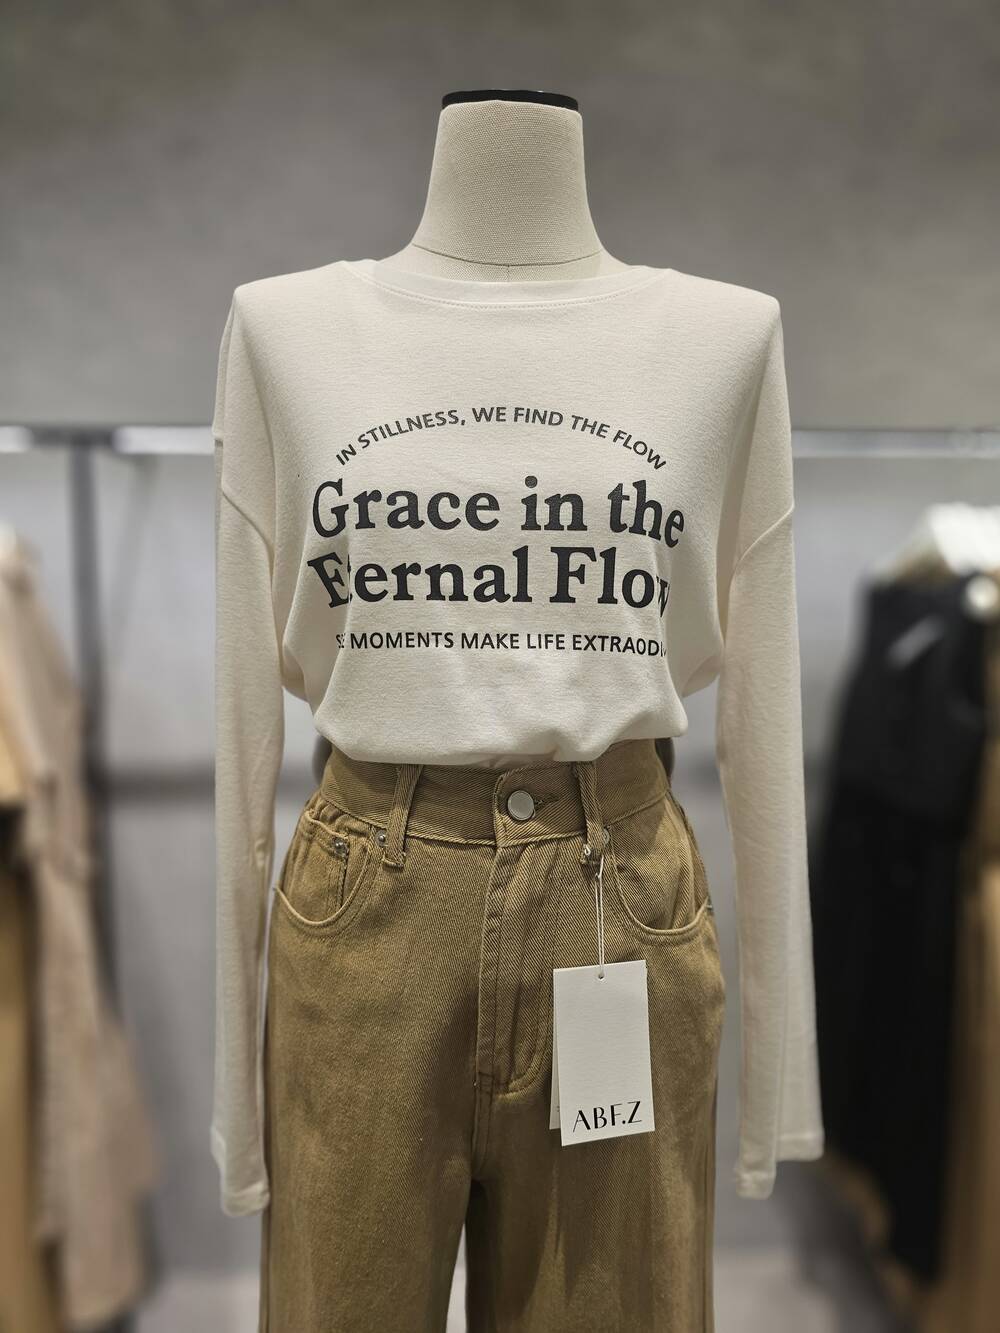 IN STILLNESS, WE FIND THE FLOW
Grace in the
Eternal Flow
MOMENTS MAKE LIFE
ABF.Z